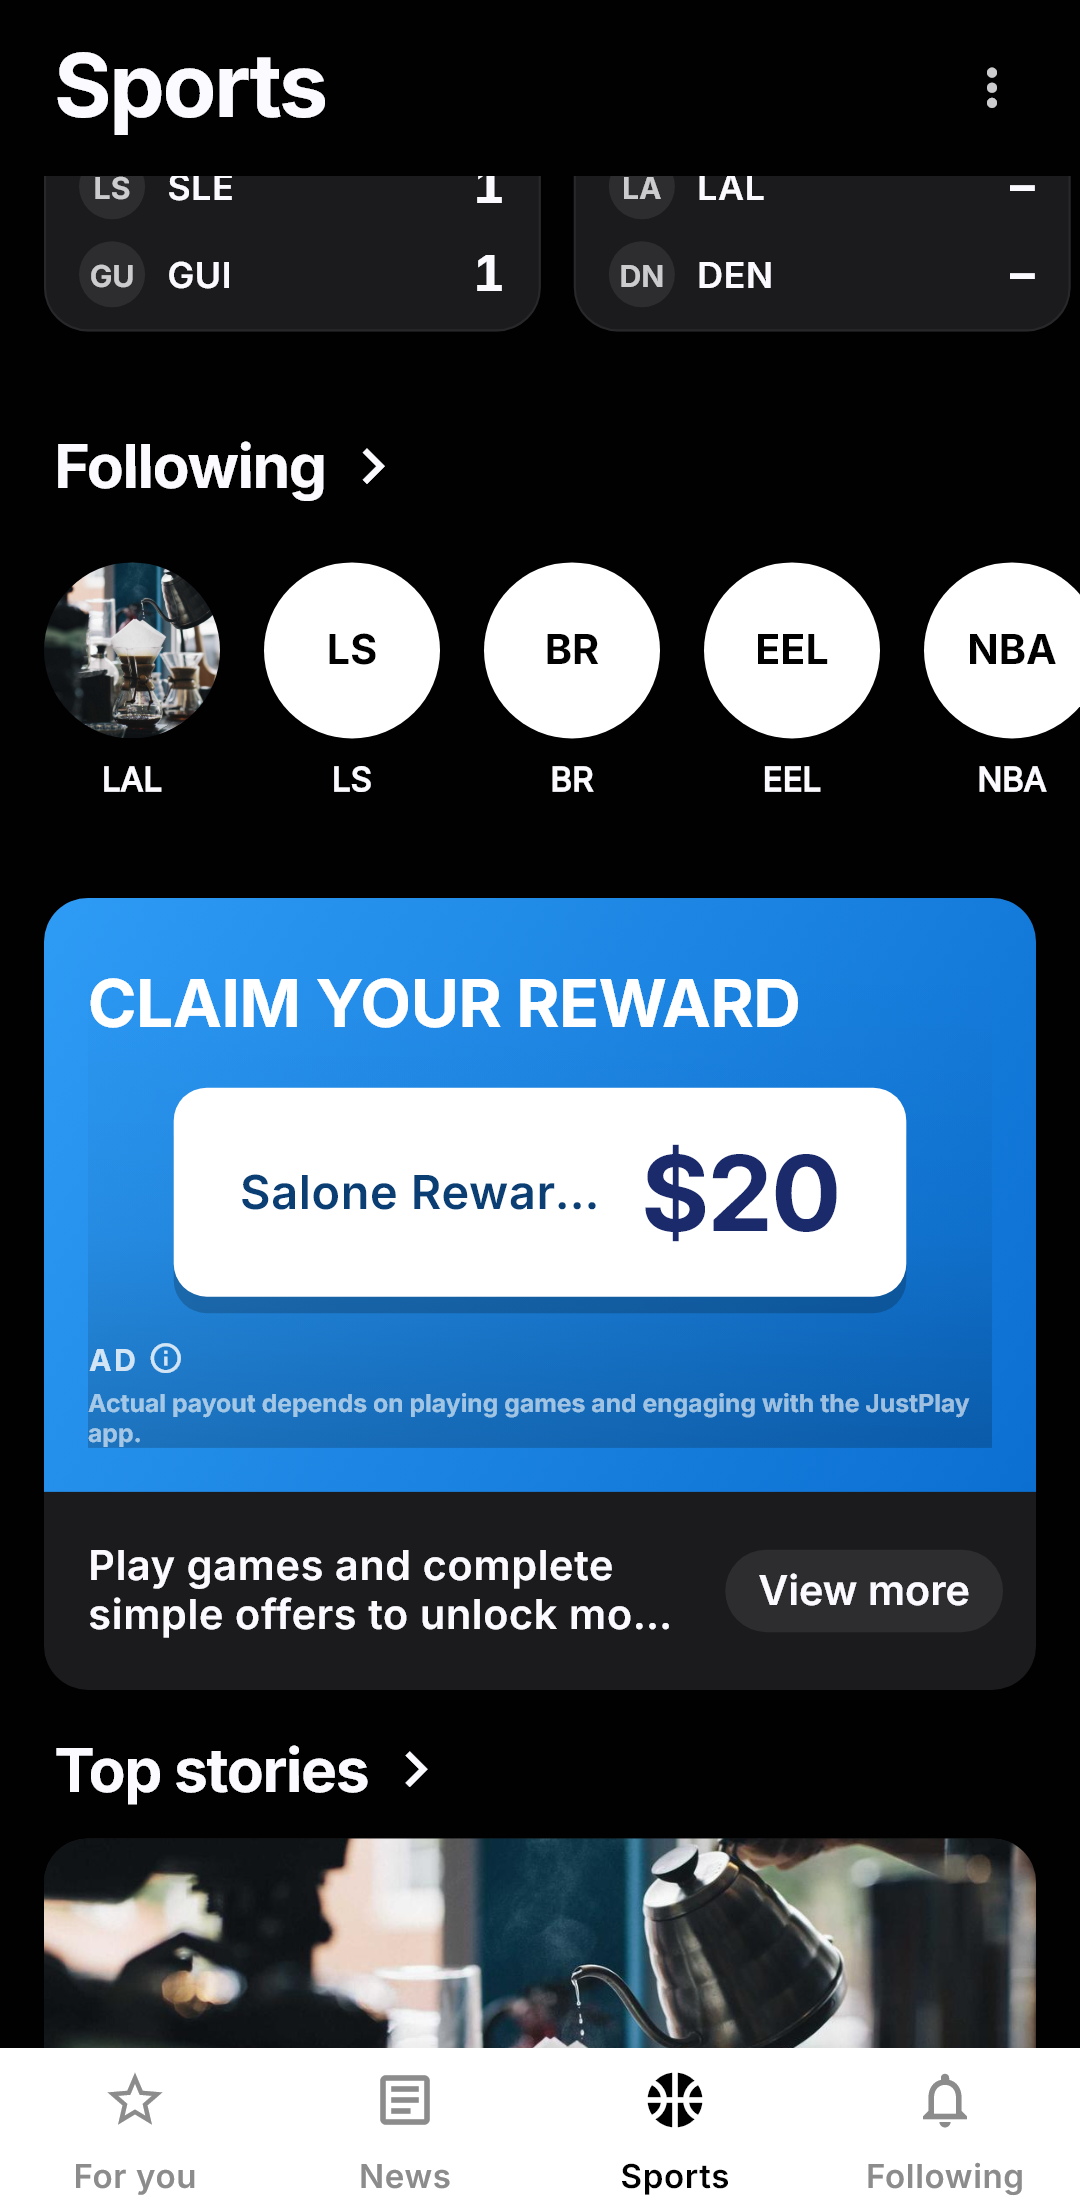 Sports
LS SLE 1
LA LAL –
GU GUI 1
DN DEN –
Following
LS
BR
EEL
NBA
LAL
LS
BR
EEL
NBA
CLAIM YOUR REWARD
Salone Rewar... $20
AD
Actual payout depends on playing games and engaging with the JustPlay
app.
Play games and complete
simple offers to unlock mo...
View more
Top stories
For you
News
Sports
Following